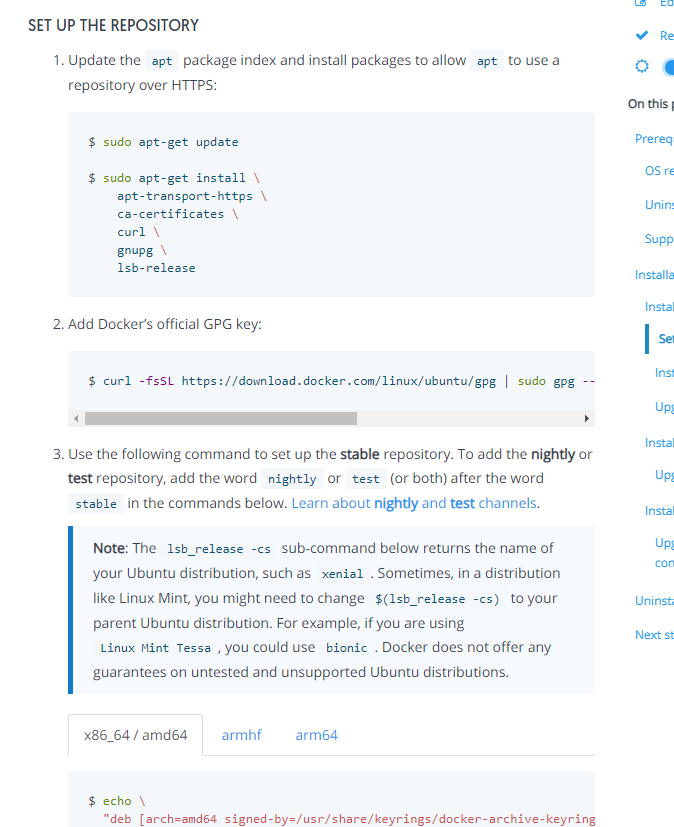 SET UP THE REPOSITORY
1. Update the apt package index and install packages to allow apt to use a
repository over HTTPS:
$ sudo apt-get update
$ sudo apt-get install \
apt-transport-https \
ca-certificates \
curl \
gnupg \
lsb-release
2. Add Docker's official GPG key:
$ curl -fsSL https://download.docker.com/linux/ubuntu/gpg | sudo gpg --
3. Use the following command to set up the stable repository. To add the nightly or
test repository, add the word nightly or test (or both) after the word
stable in the commands below. Learn about nightly and test channels.
Note: The lsb_release -cs sub-command below returns the name of
your Ubuntu distribution, such as xenial . Sometimes, in a distribution
like Linux Mint, you might need to change $(lsb_release -cs) to your
parent Ubuntu distribution. For example, if you are using
Linux Mint Tessa , you could use bionic . Docker does not offer any
guarantees on untested and unsupported Ubuntu distributions.
x86_64 / amd64 armhf arm64
$ echo \
"deb [arch=amd64 signed-by=/usr/share/keyrings/docker-archive-keyring
Ed
Re
On this p
Prereq
OS re
Unins
Supp
Installa
Instal
Set
Inst
Upg
Instal
Upg
Instal
Upg
con
Uninsta
Next st